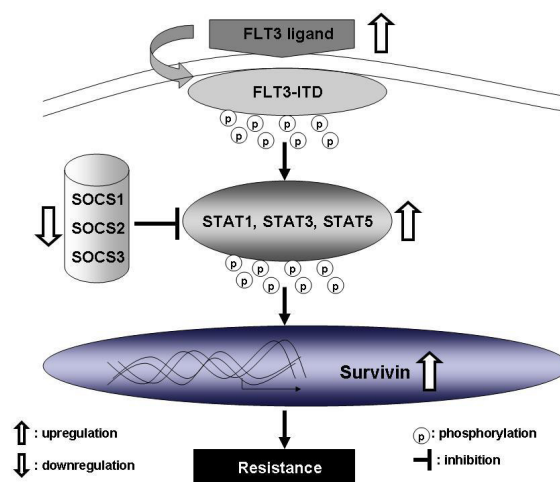 FLT3 ligand
FLT3-ITD
p p p p
p p p p
SOCS1
SOCS2
SOCS3
STAT1, STAT3, STAT5
p p p p
p p p p
Survivin
: upregulation
: downregulation
p : phosphorylation
: inhibition
Resistance